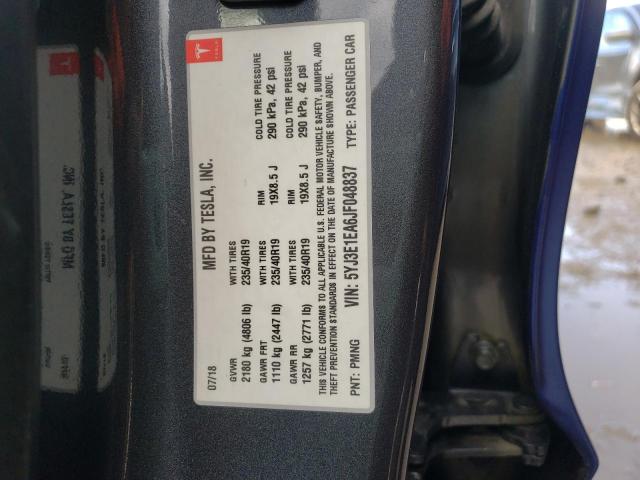 TESLA
07/18 MFD BY TESLA, INC.
GVWR WITH TIRES RIM COLD TIRE PRESSURE
2180 kg (4806 lb) 235/40R19 19X8.5 J 290 kPa, 42 psi
GAWR FRT WITH TIRES RIM COLD TIRE PRESSURE
1110 kg (2447 lb) 235/40R19 19X8.5 J 290 kPa, 42 psi
GAWR RR
1257 kg (2771 lb) 235/40R19
THIS VEHICLE CONFORMS TO ALL APPLICABLE U.S. FEDERAL MOTOR VEHICLE SAFETY, BUMPER, AND
THEFT PREVENTION STANDARDS IN EFFECT ON THE DATE OF MANUFACTURE SHOWN ABOVE.
PNT: PMNG VIN: 5YJ3E1EA6JF048837 TYPE: PASSENGER CAR